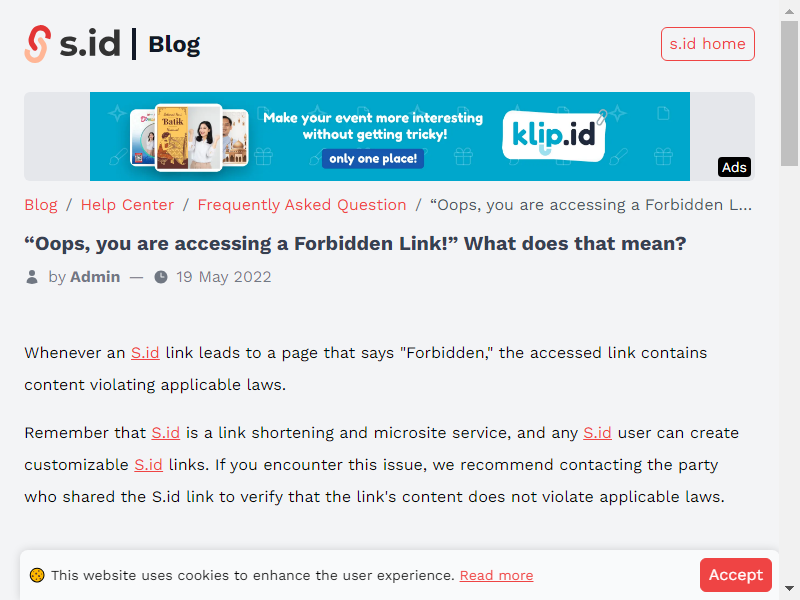 s.id | Blog
s.id home
Batik
Make your event more interesting
without getting tricky!
only one place!
klip.id
Ads
Blog / Help Center / Frequently Asked Question / “Oops, you are accessing a Forbidden L...
“Oops, you are accessing a Forbidden Link!” What does that mean?
by Admin — 19 May 2022
Whenever an S.id link leads to a page that says "Forbidden," the accessed link contains
content violating applicable laws.
Remember that S.id is a link shortening and microsite service, and any S.id user can create
customizable S.id links. If you encounter this issue, we recommend contacting the party
who shared the S.id link to verify that the link's content does not violate applicable laws.
This website uses cookies to enhance the user experience. Read more
Accept